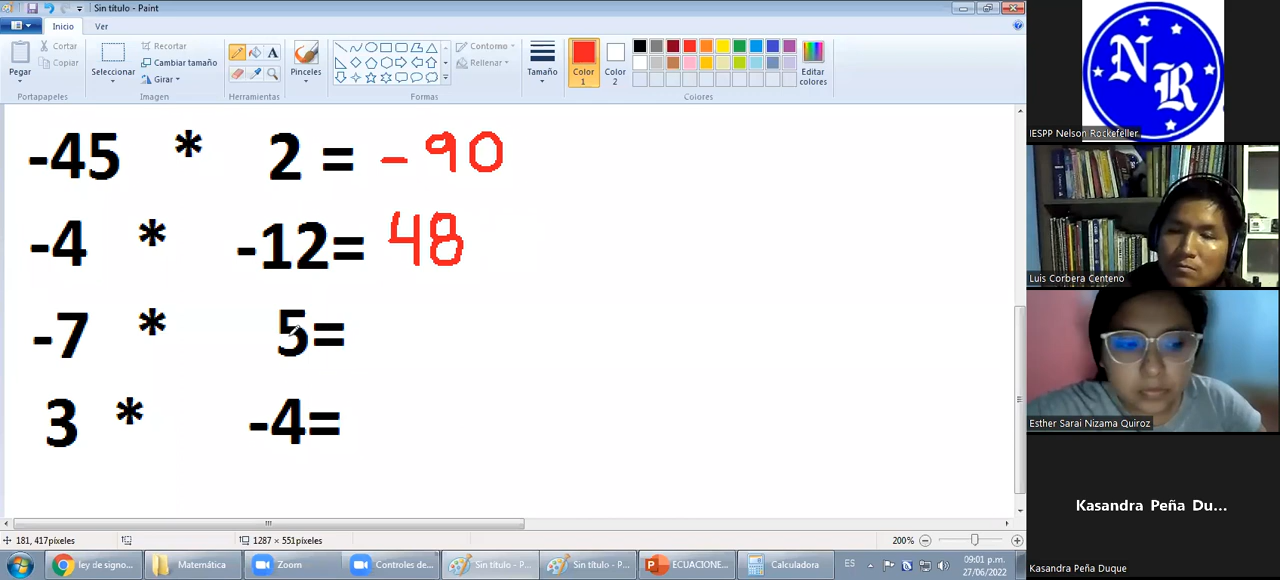 Sin título - Paint
Inicio
Ver
Pegar
Cortar
Copiar
Portapapeles
Seleccionar
Recortar
Cambiar tamaño
Girar
Imagen
A
Herramientas
Pinceles
Contorno
Rellenar
Formas
Tamaño
Color 1
Color 2
Editar colores
Colores
-45 * 2 = -90
-4 * -12= 48
-7 * 5=
3 * -4=
NR
IESPP Nelson Rockefeller
Luis Corbera Centeno
Esther Sarai Nizama Quiroz
Kasandra Peña Du...
Kasandra Peña Duque
181, 417píxeles
1287 × 551píxeles
200%
ley de signo...
Matemática
Zoom
Controles de...
Sin título - P...
Sin título - P...
ECUACIONE...
Calculadora
ES
09:01 p.m.
27/06/2022